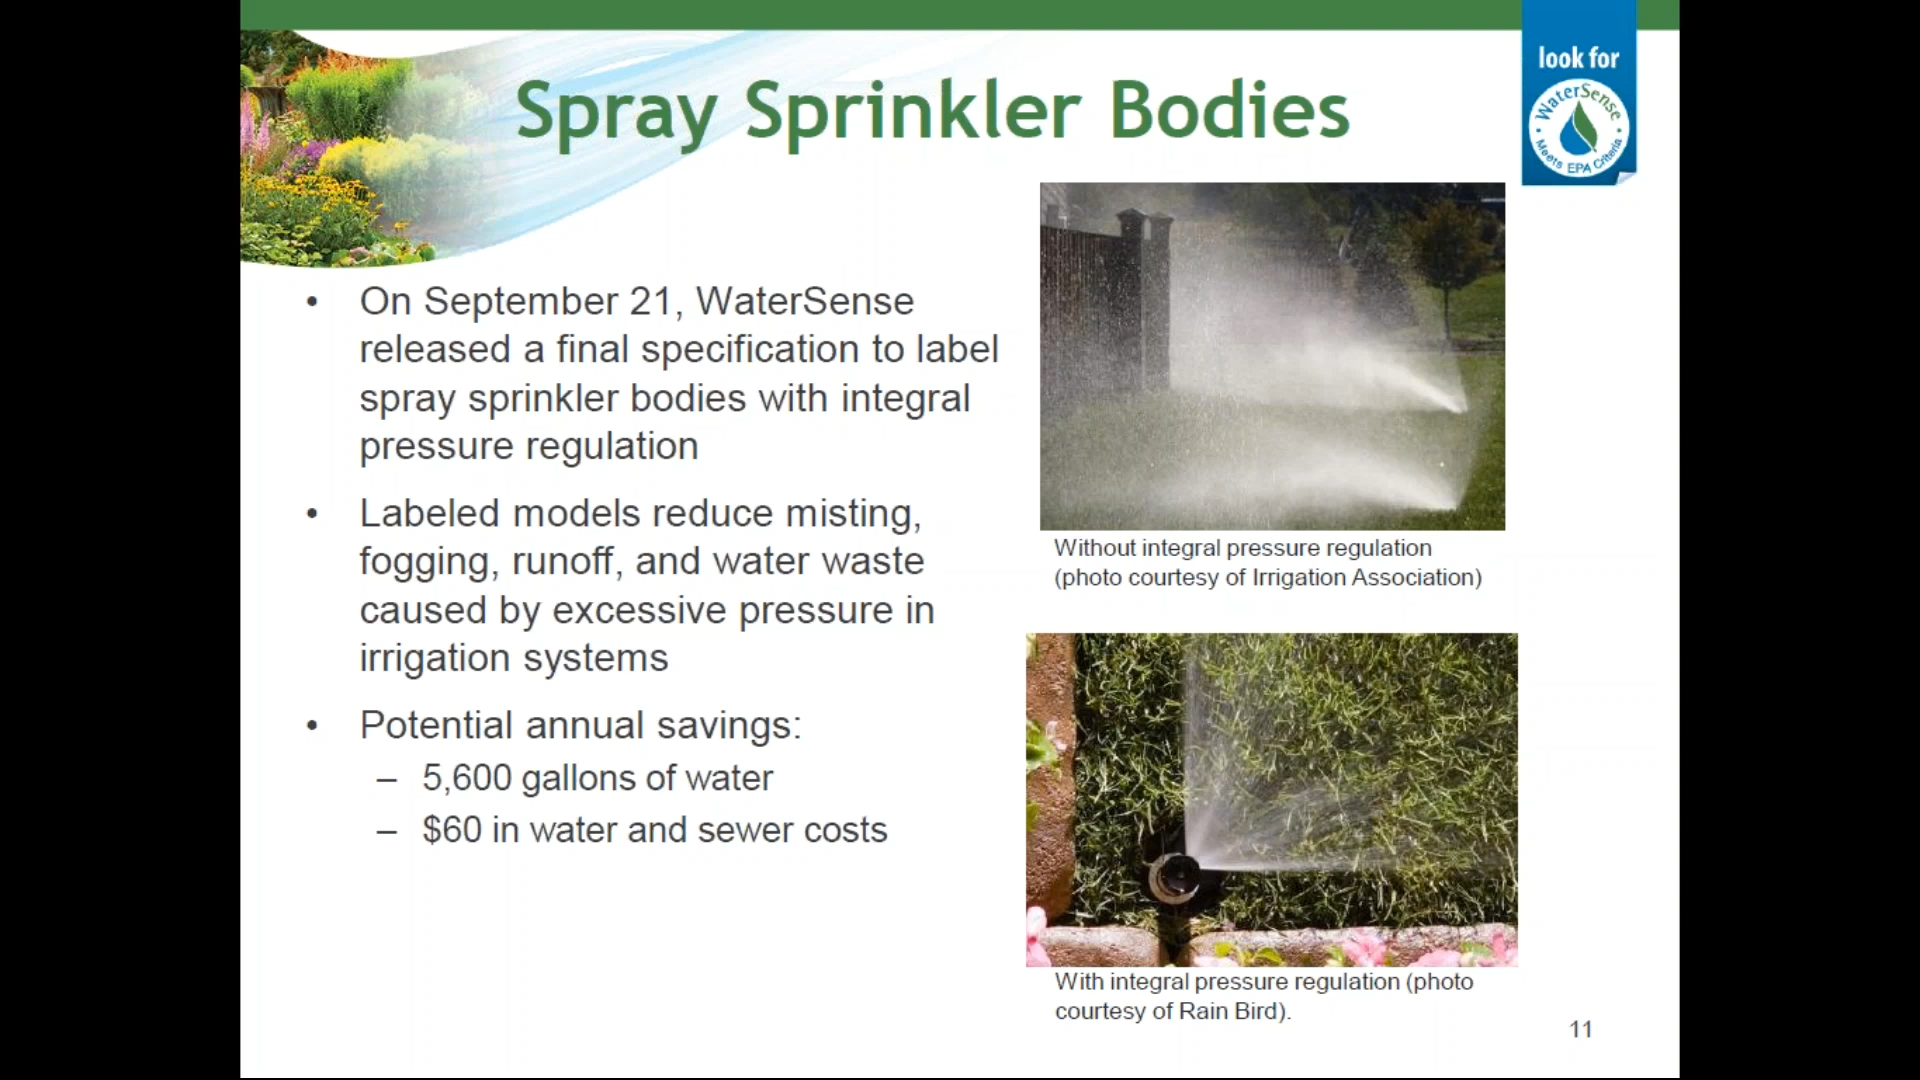 look for
WaterSense
Meets EPA Criteria
Spray Sprinkler Bodies
• On September 21, WaterSense
released a final specification to label
spray sprinkler bodies with integral
pressure regulation
• Labeled models reduce misting,
fogging, runoff, and water waste
caused by excessive pressure in
irrigation systems
• Potential annual savings:
– 5,600 gallons of water
– $60 in water and sewer costs
Without integral pressure regulation
(photo courtesy of Irrigation Association)
With integral pressure regulation (photo
courtesy of Rain Bird).
11